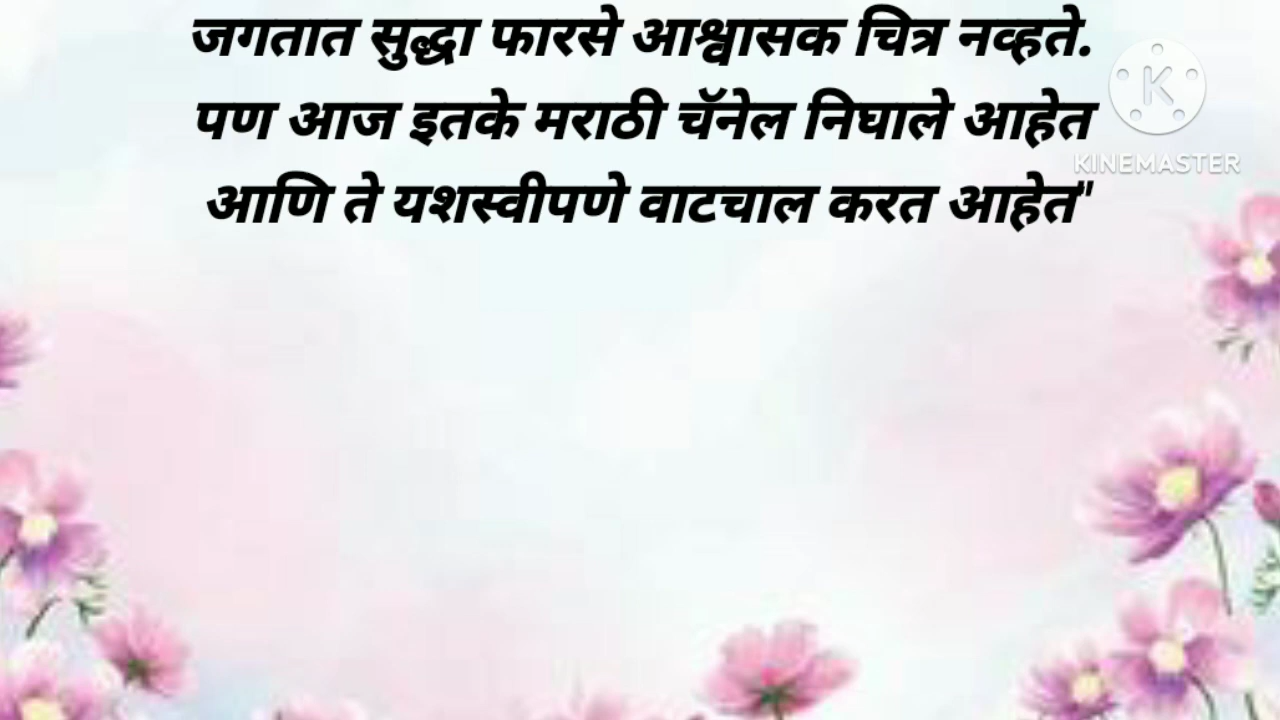 जगतात सुद्धा फारसे आश्वासक चित्र नव्हते.
पण आज इतके मराठी चॅनेल निघाले आहेत
आणि ते यशस्वीपणे वाटचाल करत आहेत"
K
KINEMASTER